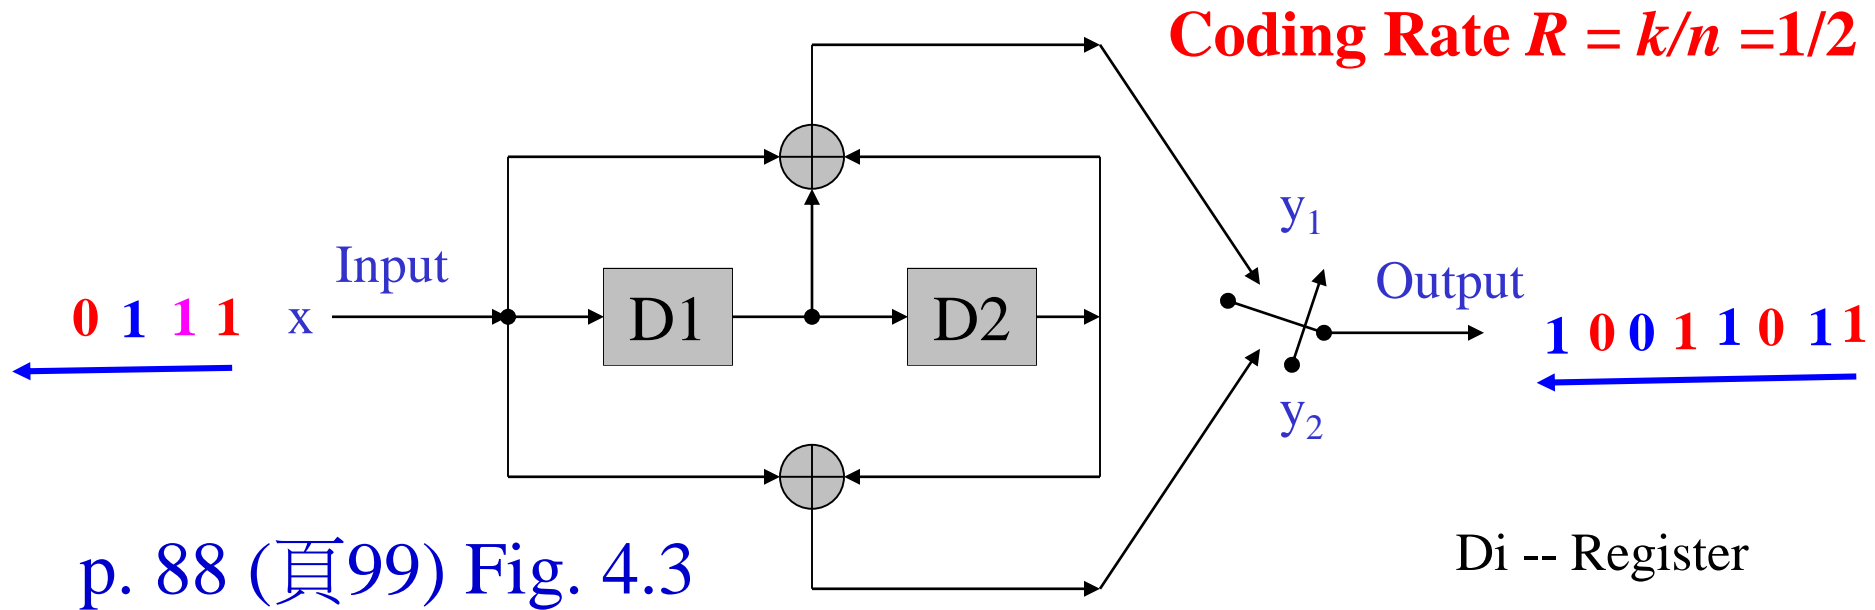 Coding Rate R = k/n =1/2
y1
Input
Output
0 1 1 1
x
D1
D2
1 0 0 1 1 0 1 1
y2
p. 88 (頁99) Fig. 4.3
Di -- Register